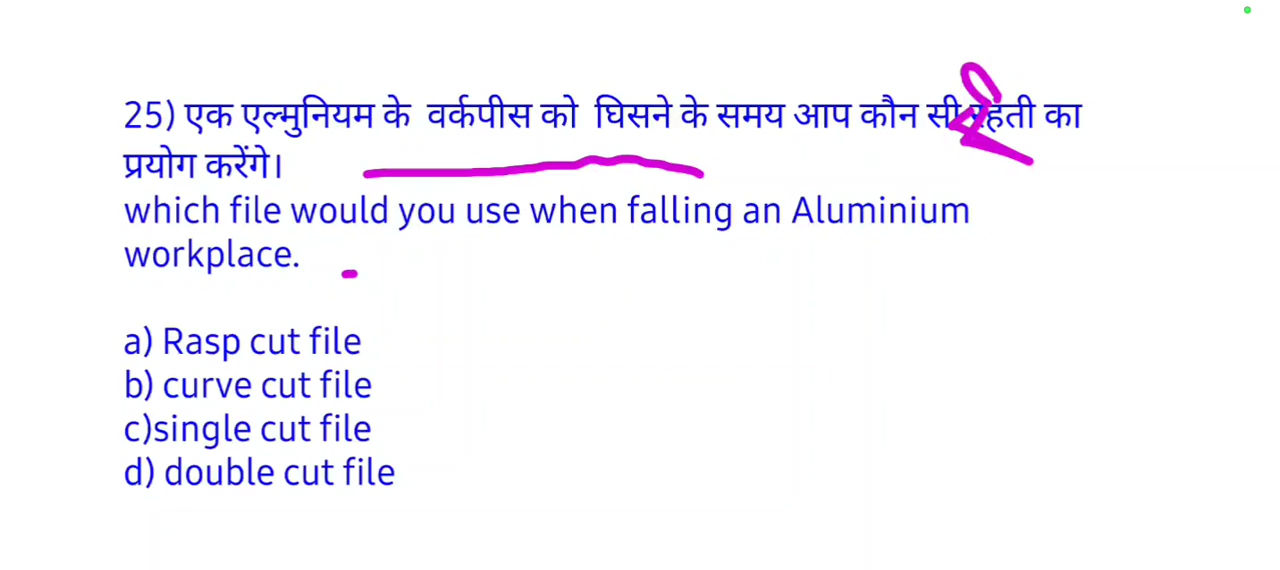 25) एक एल्मुनियम के वर्कपीस को घिसने के समय आप कौन सी रेहती का
प्रयोग करेंगे।
which file would you use when falling an Aluminium
workplace.
a) Rasp cut file
b) curve cut file
c)single cut file
d) double cut file